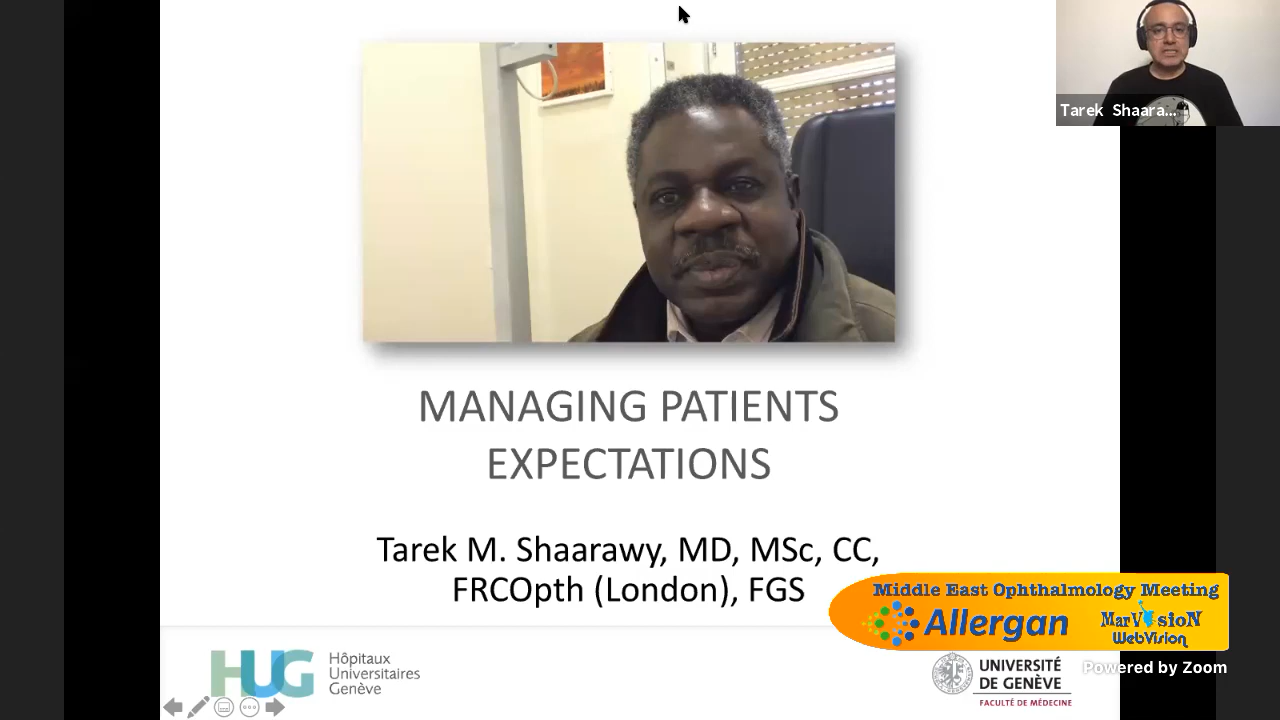 Tarek Shaara...
MANAGING PATIENTS
EXPECTATIONS
Tarek M. Shaarawy, MD, MSc, CC,
FRCOpth (London), FGS
Middle East Ophthalmology Meeting
Allergan
MarVision
WebVision
HUG
Hôpitaux
Universitaires
Genève
UNIVERSITÉ
DE GENÈVE
FACULTÉ DE MÉDECINE
Powered by Zoom